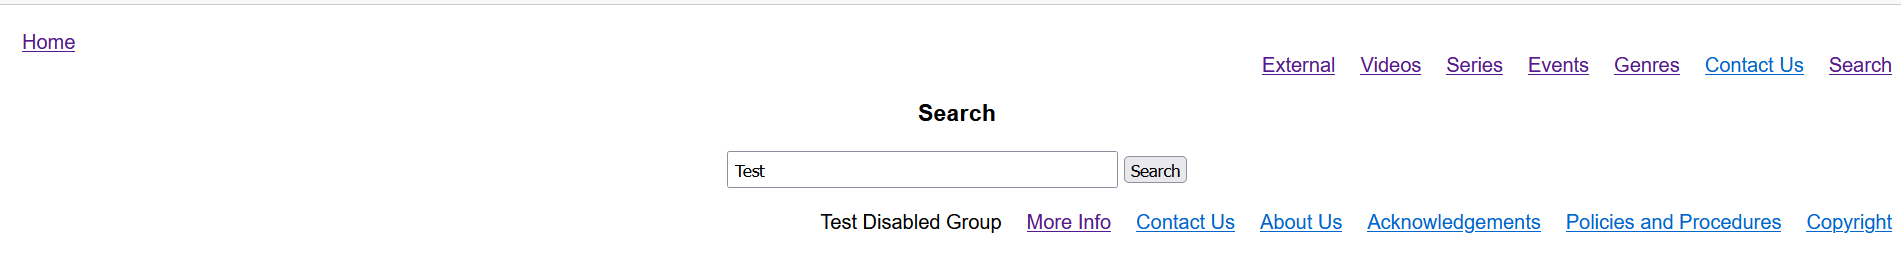 Home
External Videos Series Events Genres Contact Us Search
Search
Test Search
Test Disabled Group More Info Contact Us About Us Acknowledgements Policies and Procedures Copyright